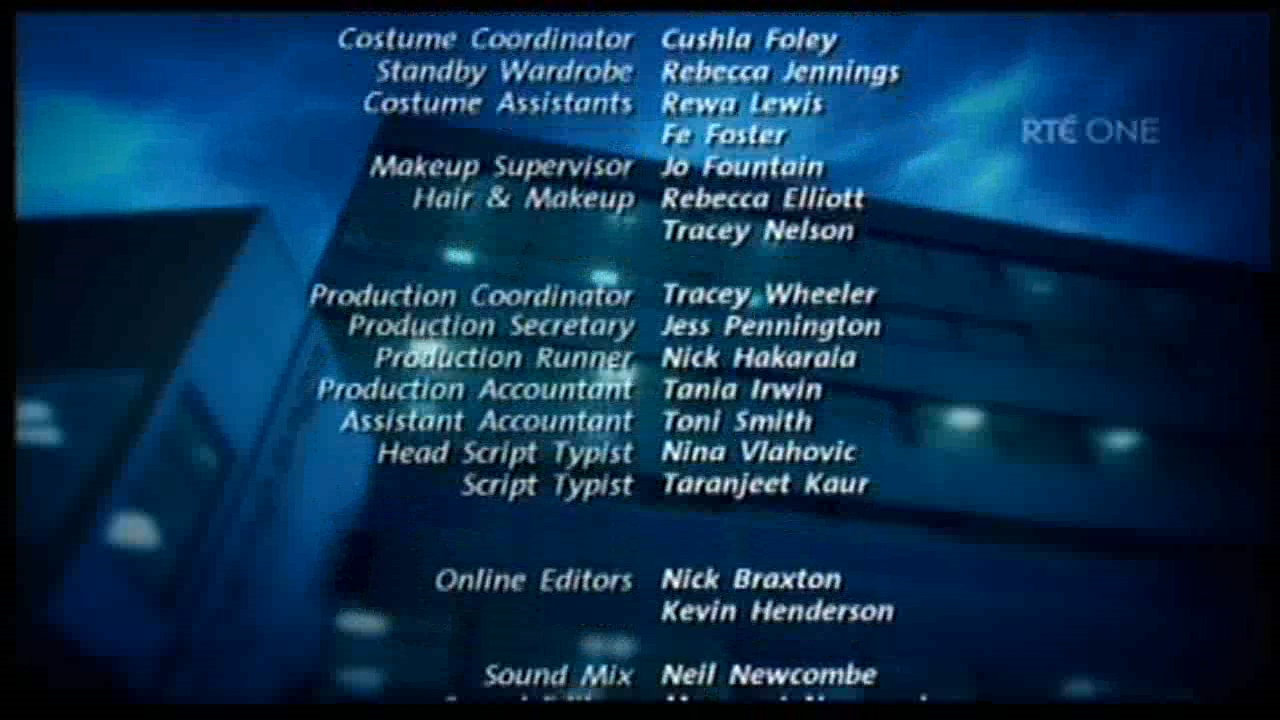 Costume Coordinator Cushla Foley
Standby Wardrobe Rebecca Jennings
Costume Assistants Rewa Lewis
Fe Foster
RTÉ ONE
Makeup Supervisor Jo Fountain
Hair & Makeup Rebecca Elliott
Tracey Nelson
Production Coordinator Tracey Wheeler
Production Secretary Jess Pennington
Production Runner Nick Hakaraia
Production Accountant Tania Irwin
Assistant Accountant Toni Smith
Head Script Typist Nina Vlahovic
Script Typist Taranjeet Kaur
Online Editors Nick Braxton
Kevin Henderson
Sound Mix Neil Newcombe